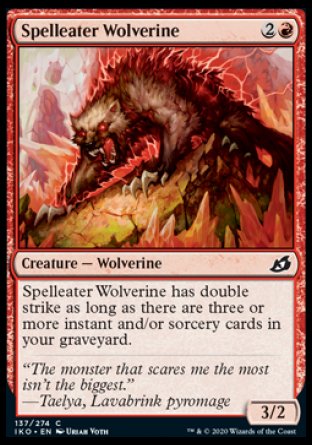 Spelleater Wolverine 2
Creature — Wolverine
Spelleater Wolverine has double
strike as long as there are three or
more instant and/or sorcery cards in
your graveyard.
“The monster that scares me the most
isn’t the biggest.”
—Taelya, Lavabrink pyromage
3/2
137/274 C
IKO • EN Uriah Voth
™ & © 2020 Wizards of the Coast